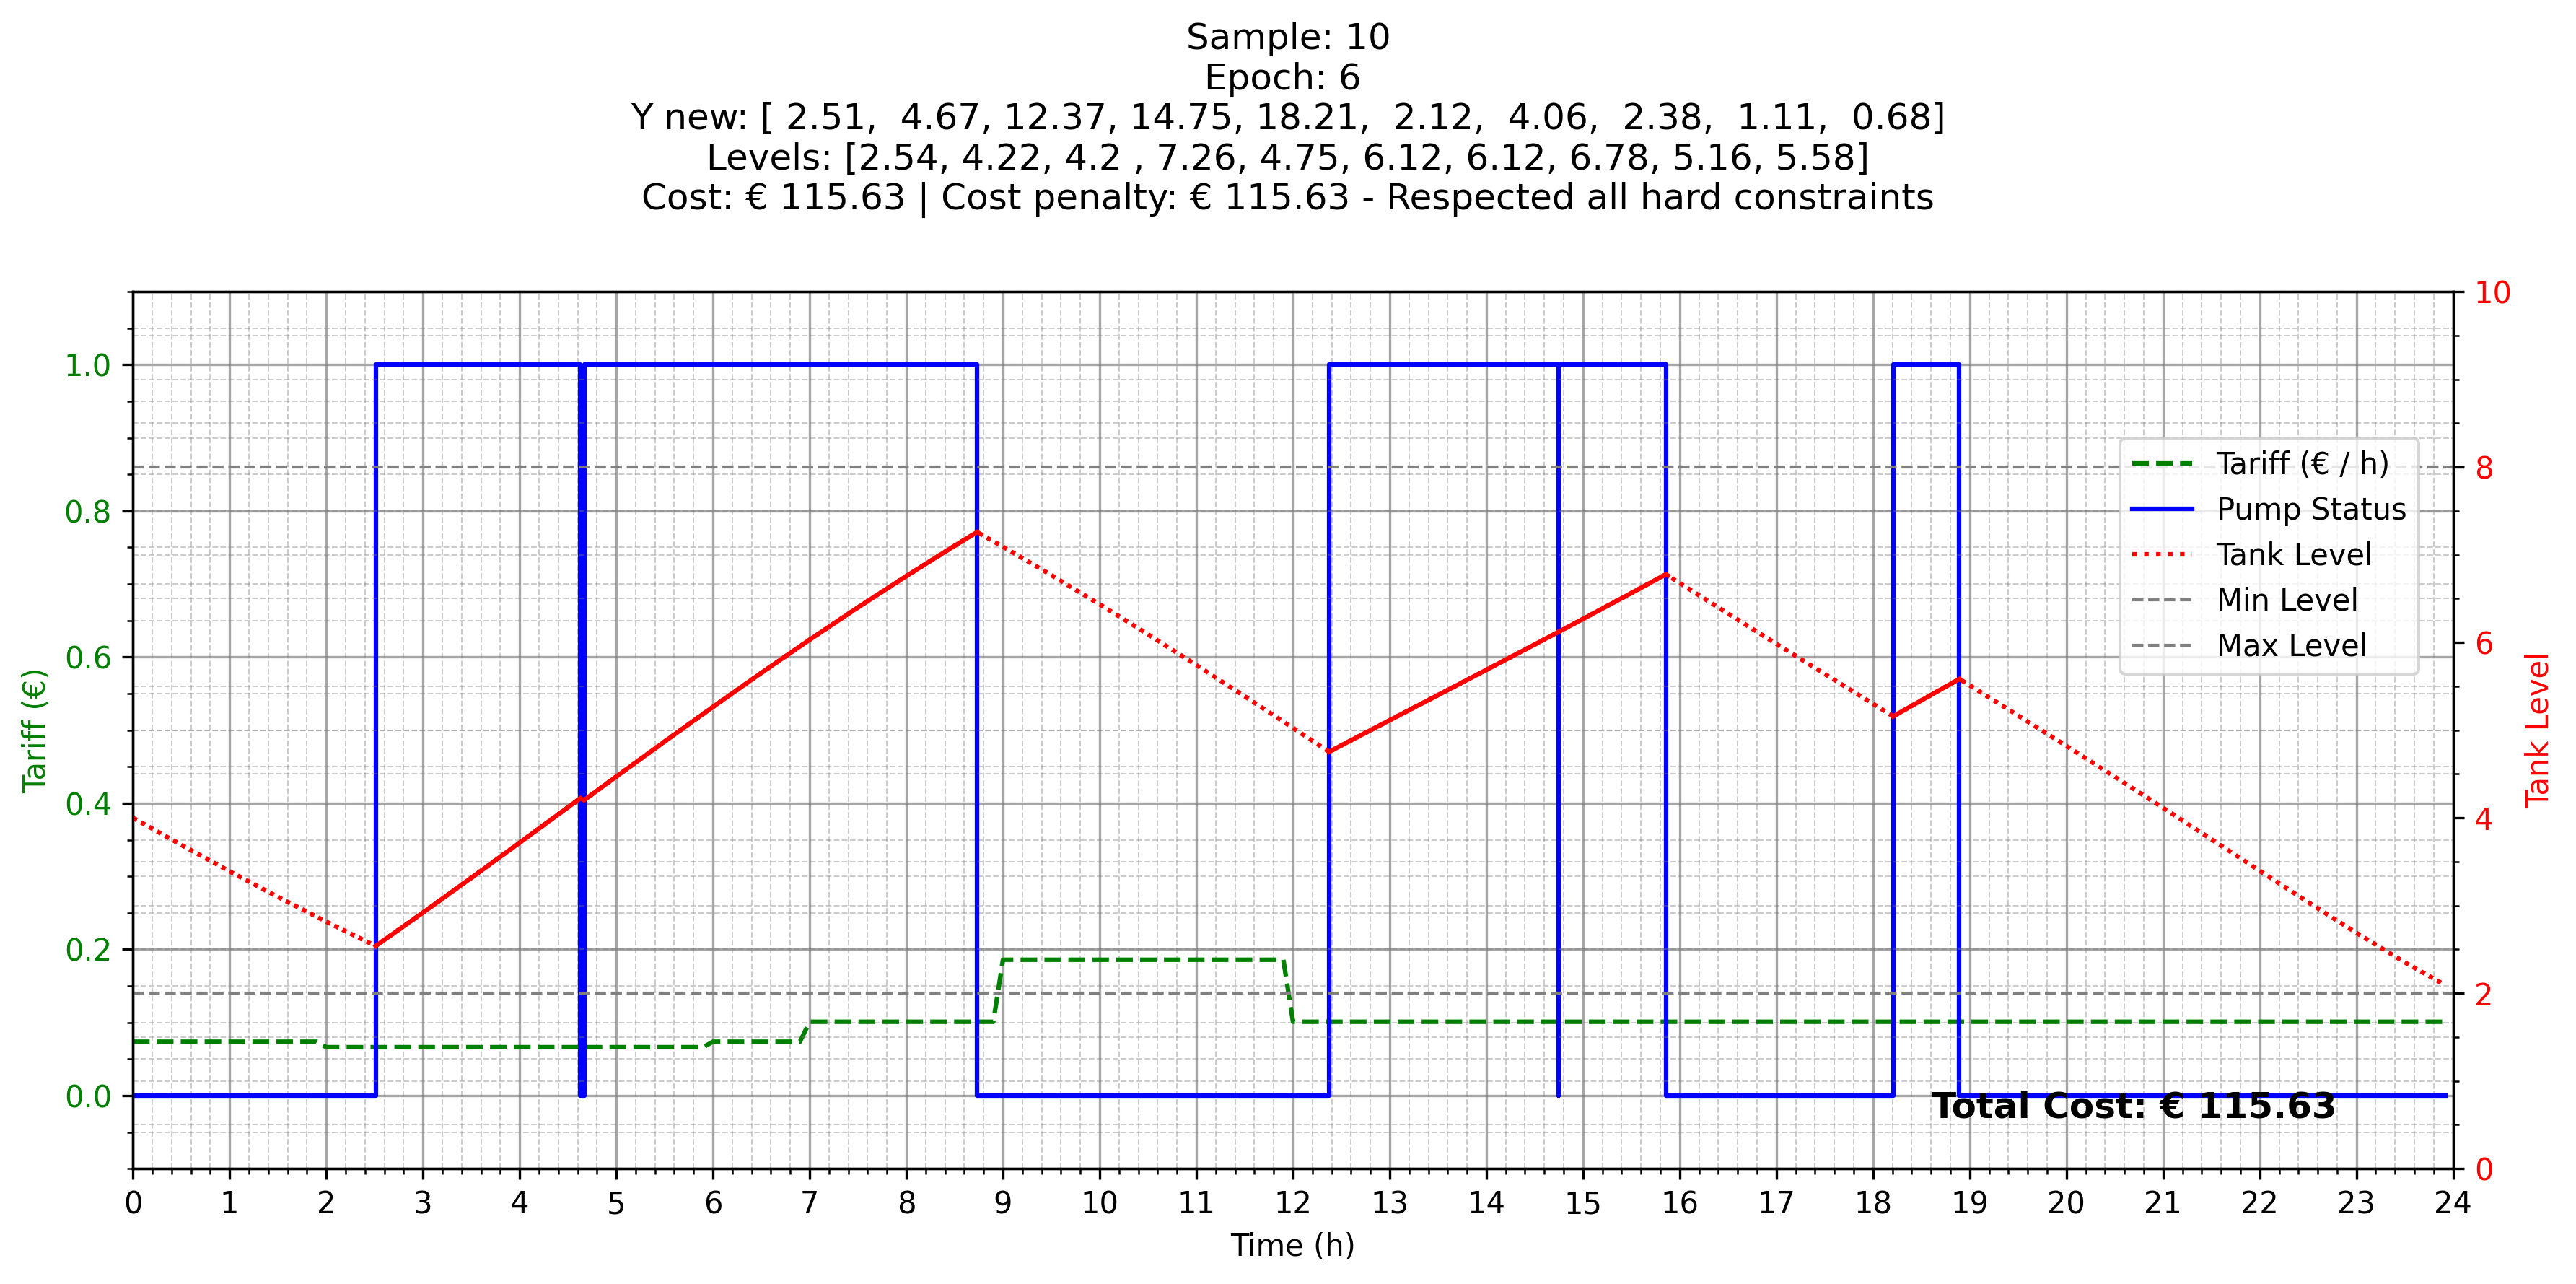 Sample: 10
Epoch: 6
Y new: [ 2.51,  4.67, 12.37, 14.75, 18.21,  2.12,  4.06,  2.38,  1.11,  0.68]
Levels: [2.54, 4.22, 4.2 , 7.26, 4.75, 6.12, 6.12, 6.78, 5.16, 5.58]
Cost: € 115.63 | Cost penalty: € 115.63 - Respected all hard constraints
Tariff (€)
1.0
0.8
0.6
0.4
0.2
0.0
10
8
6
4
2
0
Tank Level
Tariff (€ / h)
Pump Status
Tank Level
Min Level
Max Level
Total Cost: € 115.63
0 1 2 3 4 5 6 7 8 9 10 11 12 13 14 15 16 17 18 19 20 21 22 23 24
Time (h)